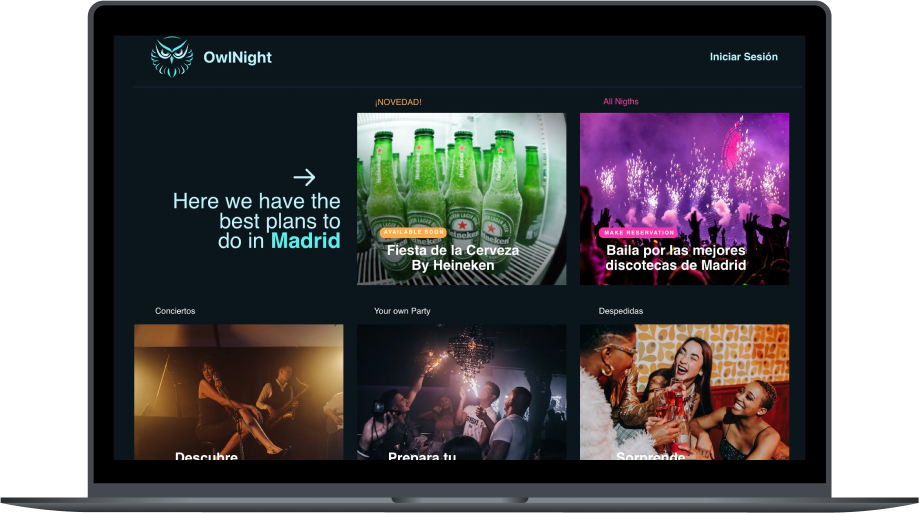 OwlNight
Iniciar Sesión
¡NOVEDAD!
All Nigths
Here we have the
best plans to
do in Madrid
AVAILABLE SOON
Fiesta de la Cerveza
By Heineken
MAKE RESERVATION
Baila por las mejores
discotecas de Madrid
Conciertos
Your own Party
Despedidas
Descubre
Prepara tu
Sorprende